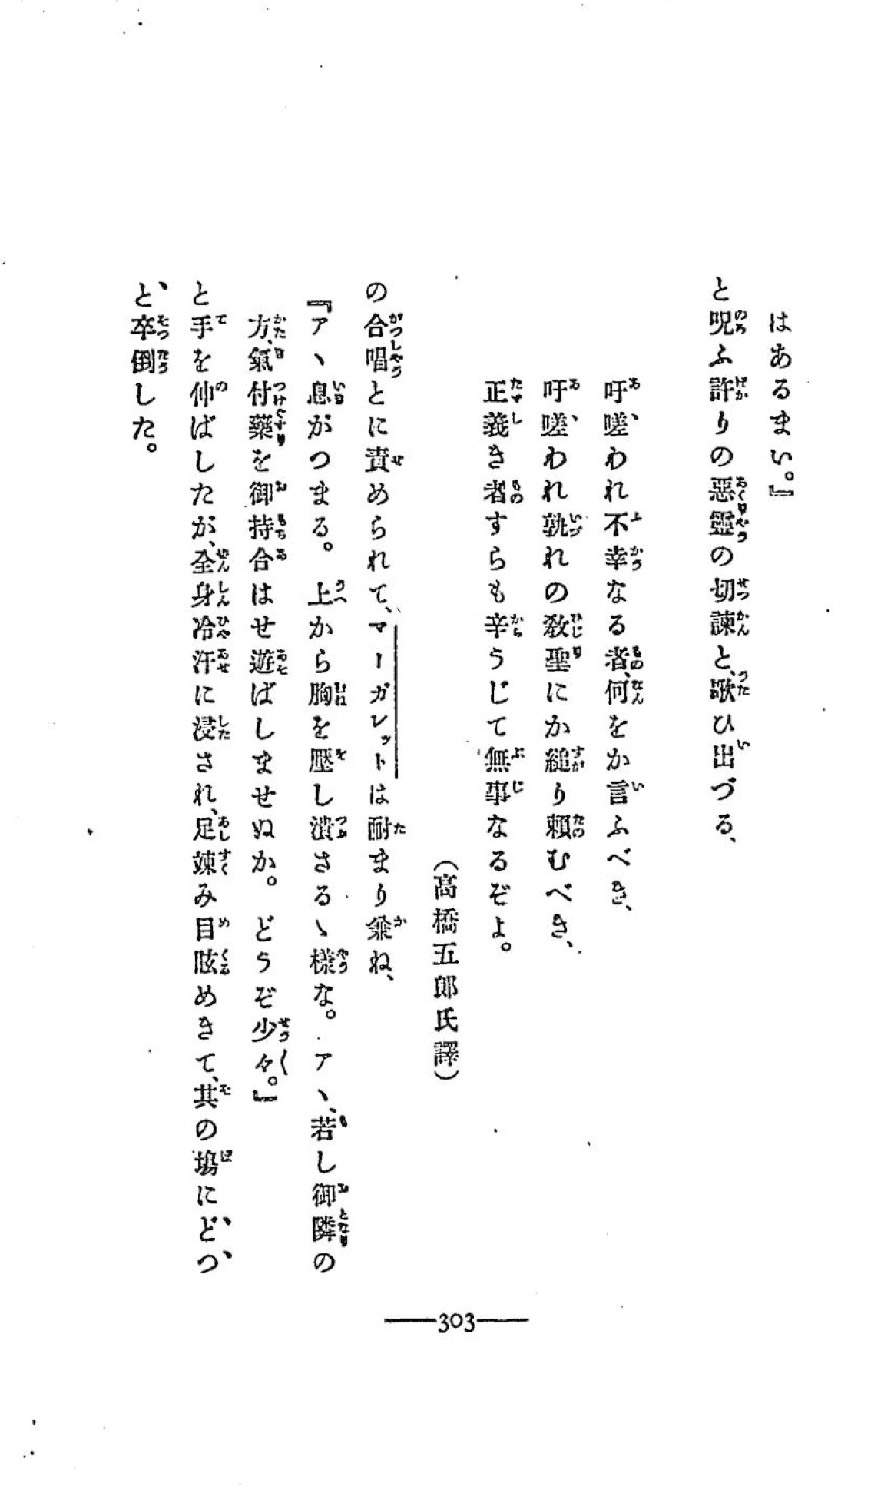 はあるまい。』
と呪ふ許りの惡靈の切諫と、歌ひ出づる、
吁嗟、われ不幸なる者、何をか言ふべき、
吁嗟、われ孰れの敎聖にか縋り頼むべき、
正義き者すらも辛うじて無事なるぞよ。
(高橋五郎氏譯)
の合唱とに責められて、マーガレットは耐まり兼ね、
『アヽ息がつまる。上から胸を壓し潰さるヽ樣な。アヽ、若し御隣の
方、氣付藥を御持合はせ遊ばしませぬか。どうぞ少々。』
と手を伸ばしたが、全身冷汗に浸され、足竦み目眩めきて、其の塲にどつ
と卒倒した。
303